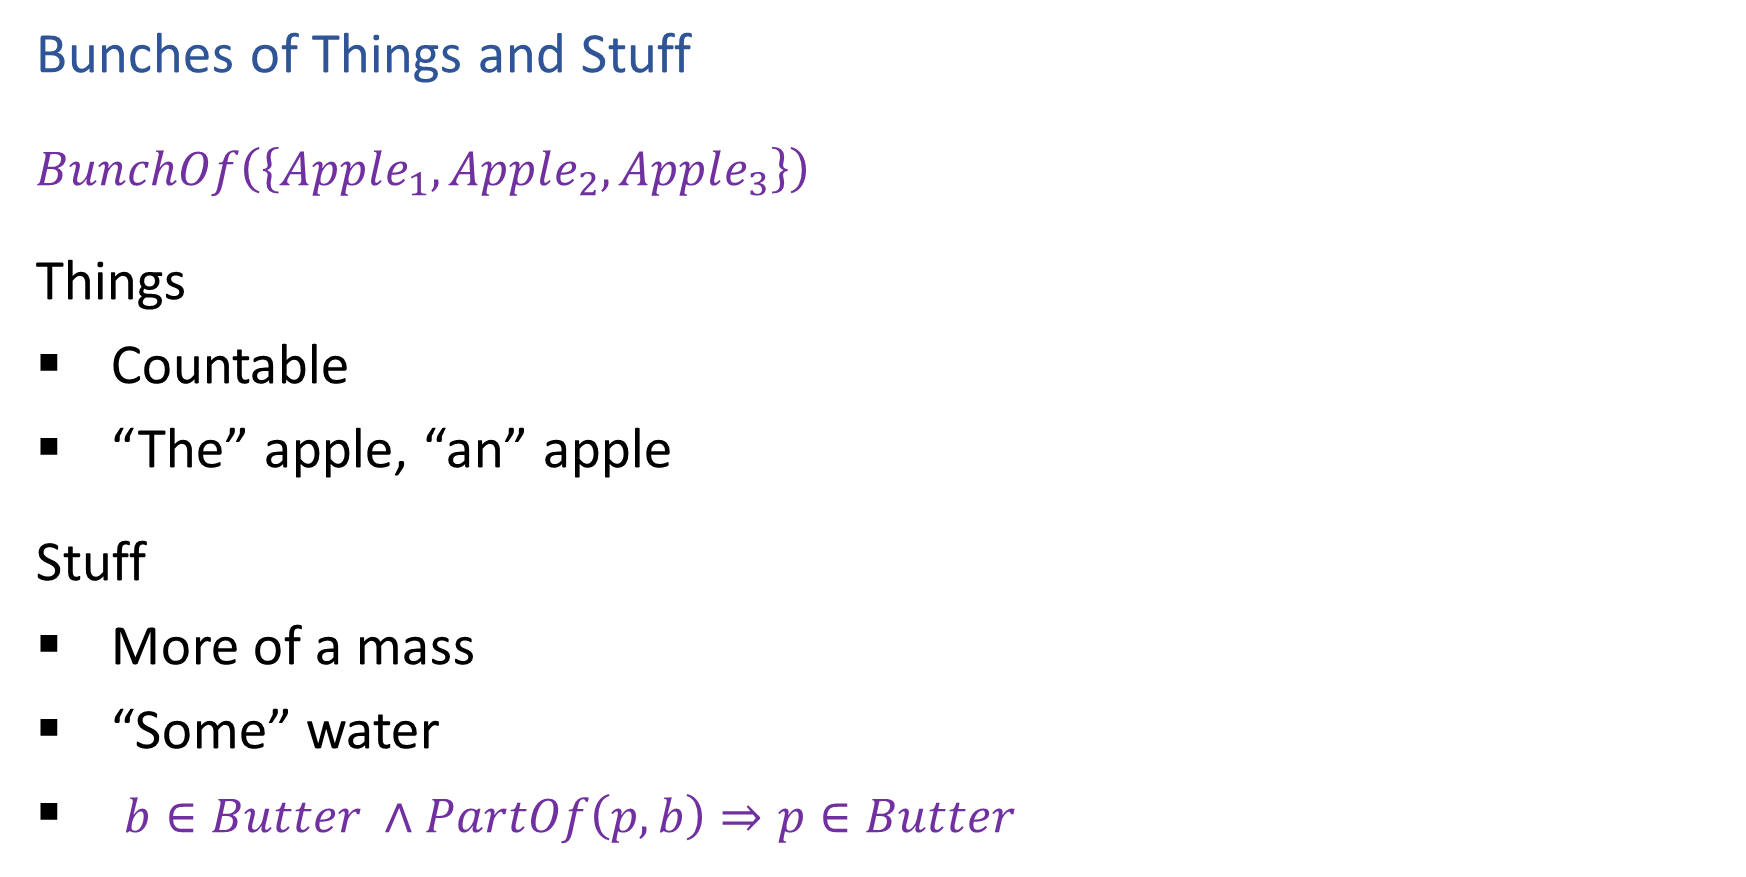 Bunches of Things and Stuff
BunchOf({Apple₁, Apple₂, Apple₃})
Things
▪ Countable
▪ “The” apple, “an” apple
Stuff
▪ More of a mass
▪ “Some” water
▪ b ∈ Butter ∧ PartOf(p, b) ⇒ p ∈ Butter